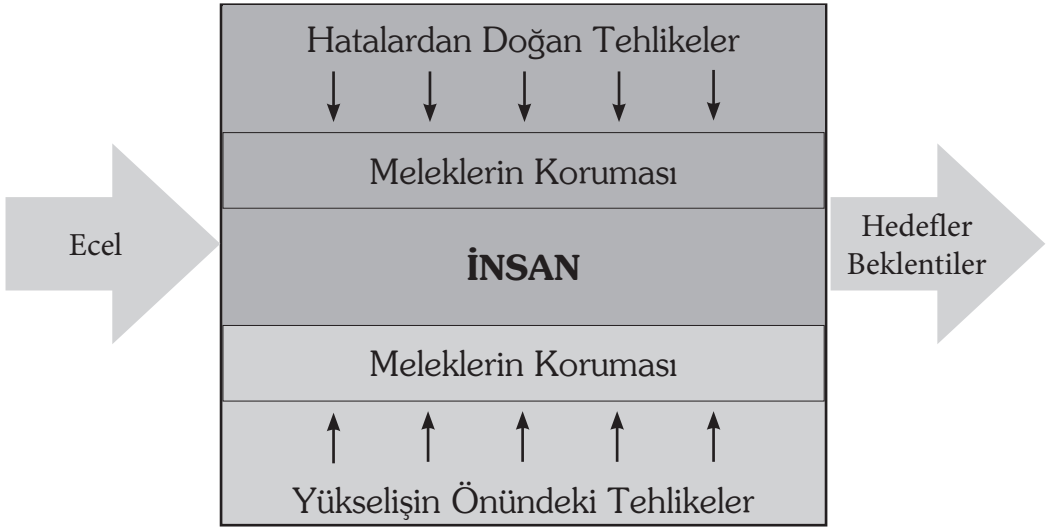 Hatalardan Doğan Tehlikeler
Meleklerin Koruması
Ecel
İNSAN
Hedefler
Beklentiler
Meleklerin Koruması
Yükselişin Önündeki Tehlikeler